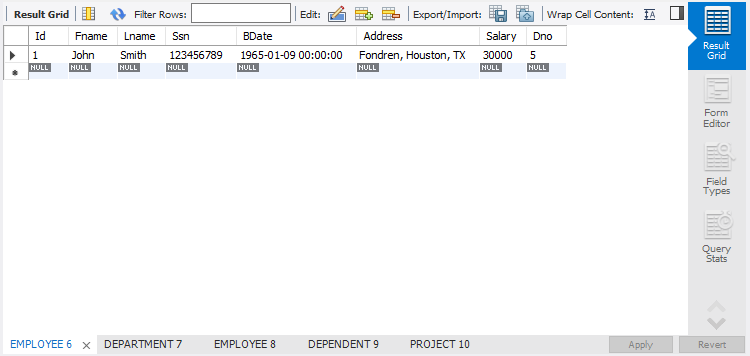 Result Grid Filter Rows: Edit: Export/Import: Wrap Cell Content: IA
Result Grid
Id Fname Lname Ssn BDate Address Salary Dno
1 John Smith 123456789 1965-01-09 00:00:00 Fondren, Houston, TX 30000 5
NULL NULL NULL NULL NULL NULL NULL NULL
Form Editor
Field Types
Query Stats
EMPLOYEE 6 × DEPARTMENT 7 EMPLOYEE 8 DEPENDENT 9 PROJECT 10 Apply Revert